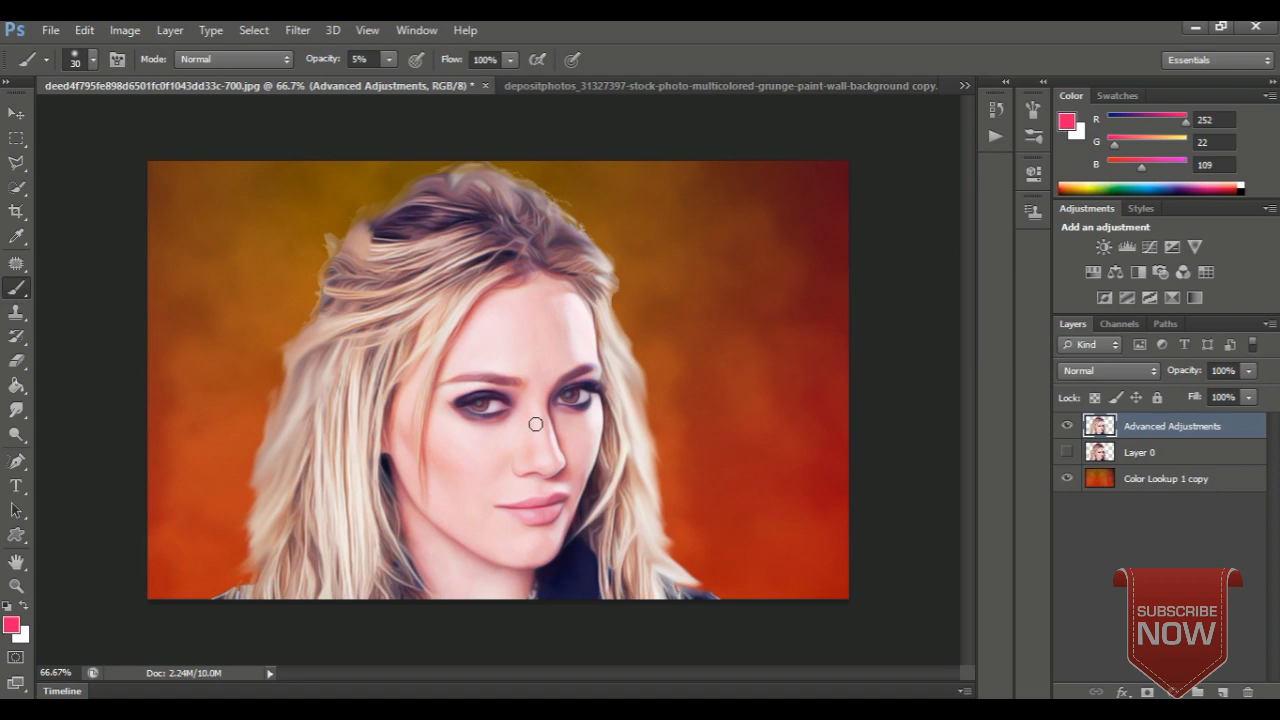 Ps File Edit Image Layer Type Select Filter 3D View Window Help
30 Mode: Normal Opacity: 5% Flow: 100% Essentials
deed4f795fe898d6501fc0f1043dd33c-700.jpg @ 66.7% (Advanced Adjustments, RGB/8) * × depositphotos_31327397-stock-photo-multicolored-grunge-paint-wall-background copy.
Color Swatches
R 252
G 22
B 109
Adjustments Styles
Add an adjustment
Layers Channels Paths
Kind
Normal Opacity: 100%
Lock: Fill: 100%
Advanced Adjustments
Layer 0
Color Lookup 1 copy
SUBSCRIBE
NOW
66.67% Doc: 2.24M/10.0M
Timeline